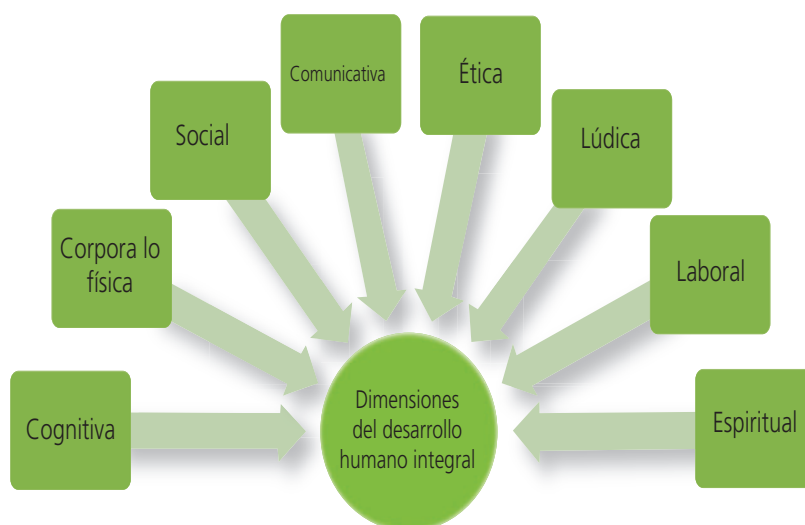 Comunicativa
Ética
Social
Lúdica
Corpora lo
física
Laboral
Cognitiva
Dimensiones
del desarrollo
humano integral
Espiritual